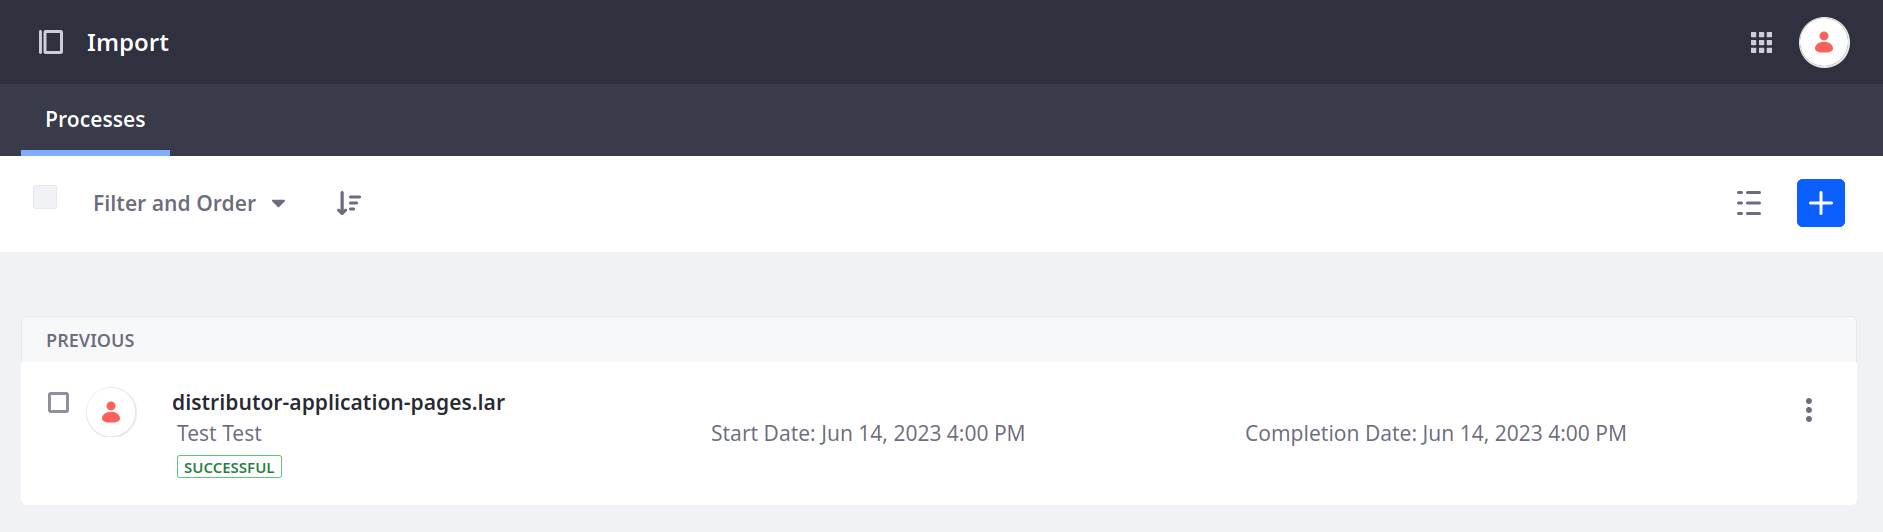 Import
Processes
Filter and Order
PREVIOUS
distributor-application-pages.lar
Test Test
Start Date: Jun 14, 2023 4:00 PM
Completion Date: Jun 14, 2023 4:00 PM
SUCCESSFUL